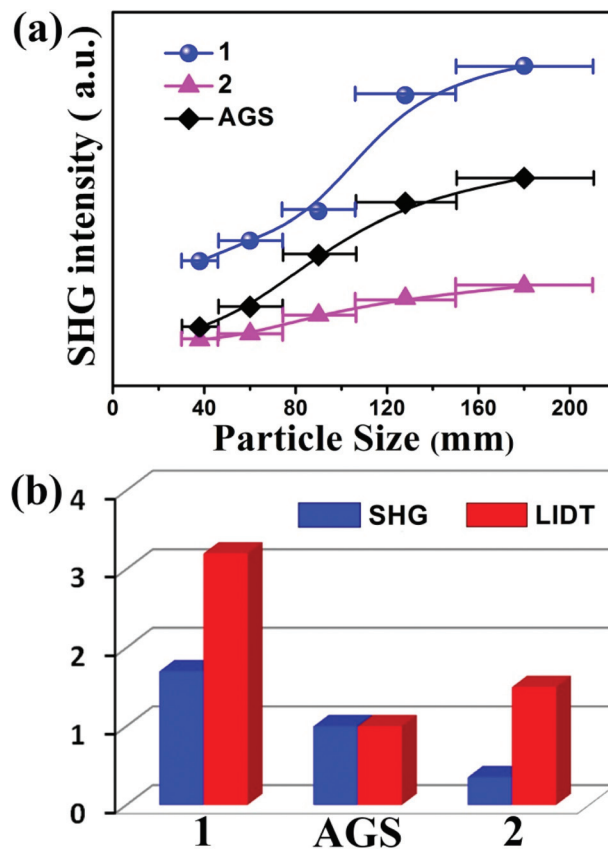 (a)
1
2
AGS
SHG intensity ( a.u.)
0 40 80 120 160 200
Particle Size (mm)
(b)
SHG LIDT
4
3
2
1
0
1 AGS 2